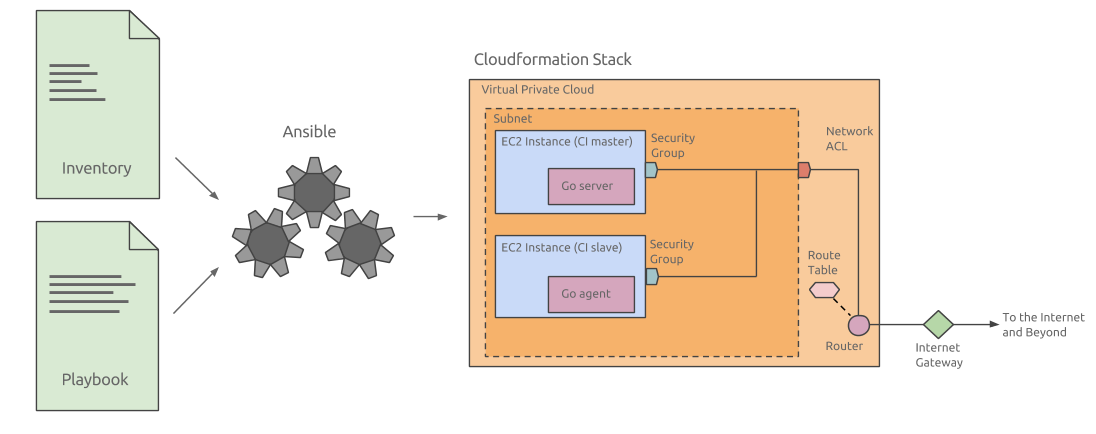 Inventory
Playbook
Ansible
Cloudformation Stack
Virtual Private Cloud
Subnet
EC2 Instance (CI master)
Go server
Security
Group
EC2 Instance (CI slave)
Go agent
Security
Group
Network
ACL
Route
Table
Router
Internet
Gateway
To the Internet
and Beyond